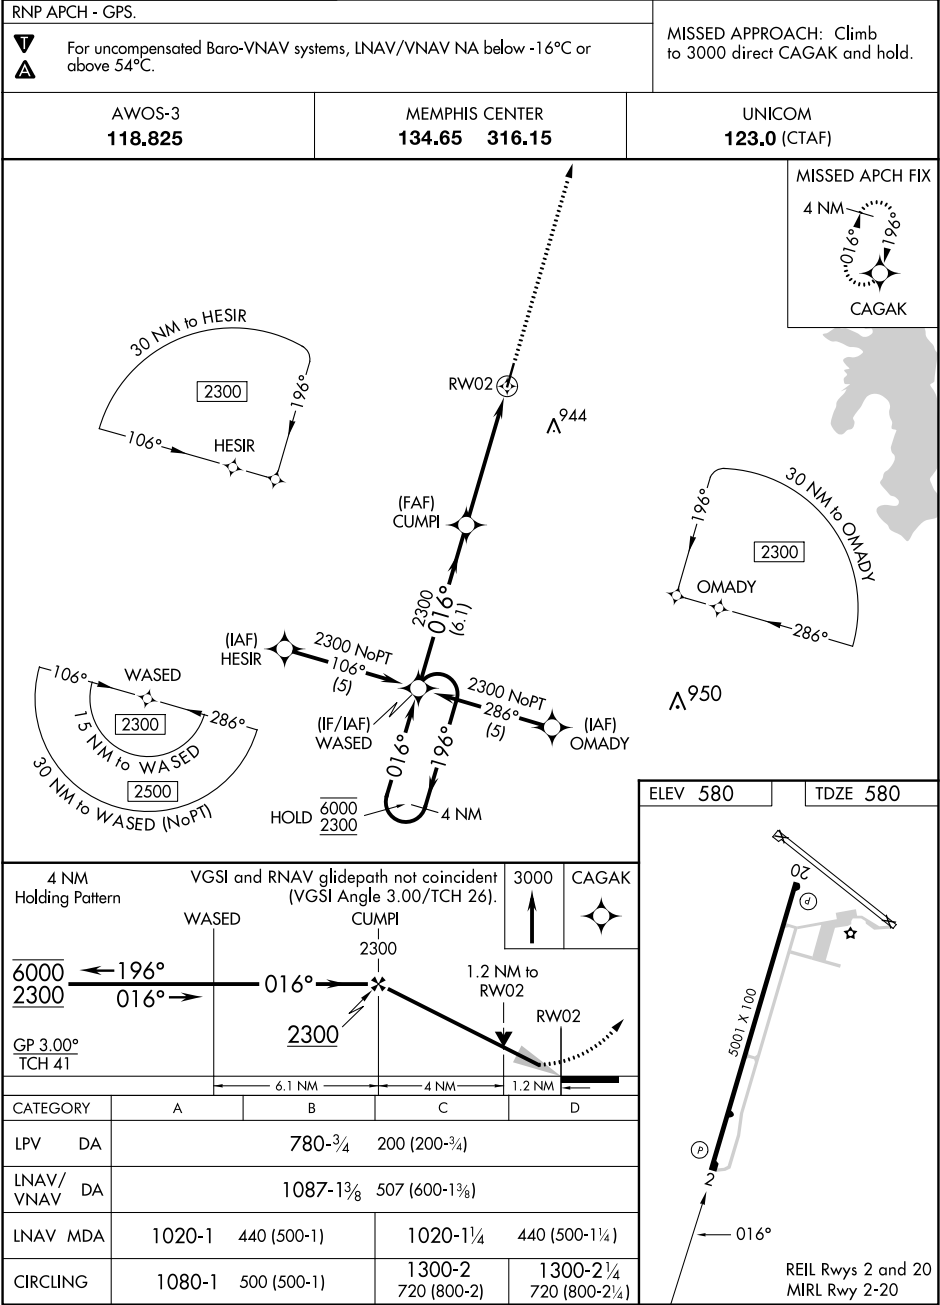 RNP APCH - GPS.
T
A
For uncompensated Baro-VNAV systems, LNAV/VNAV NA below -16°C or
above 54°C.
MISSED APPROACH: Climb
to 3000 direct CAGAK and hold.
AWOS-3
118.825
MEMPHIS CENTER
134.65 316.15
UNICOM
123.0 (CTAF)
MISSED APCH FIX
4 NM
016°
196°
CAGAK
30 NM to HESIR
2300
196°
106°
HESIR
RW02
944
(FAF)
CUMPI
30 NM to OMADY
196°
2300
OMADY
286°
2300
016°
(6.1)
(IAF)
HESIR
2300 NoPT
106°
(5)
2300 NoPT
286°
(5)
(IF/IAF)
WASED
(IAF)
OMADY
950
106°
WASED
2300
286°
15 NM to WASED
2500
30 NM to WASED (NoPT)
016°
196°
HOLD 6000
2300
4 NM
ELEV 580
TDZE 580
20
P
5001 X 100
P
2
016°
REIL Rwys 2 and 20
MIRL Rwy 2-20
4 NM
Holding Pattern
VGSI and RNAV glidepath not coincident
(VGSI Angle 3.00/TCH 26).
3000
CAGAK
WASED
CUMPI
2300
6000
2300
196°
016°
016°
2300
1.2 NM to
RW02
RW02
GP 3.00°
TCH 41
6.1 NM
4 NM
1.2 NM
CATEGORY A B C D
LPV DA 780-¾ 200 (200-¾)
LNAV/
VNAV DA 1087-1⅜ 507 (600-1⅜)
LNAV MDA 1020-1 440 (500-1) 1020-1¼ 440 (500-1¼)
CIRCLING 1080-1 500 (500-1) 1300-2 1300-2¼
720 (800-2) 720 (800-2¼)